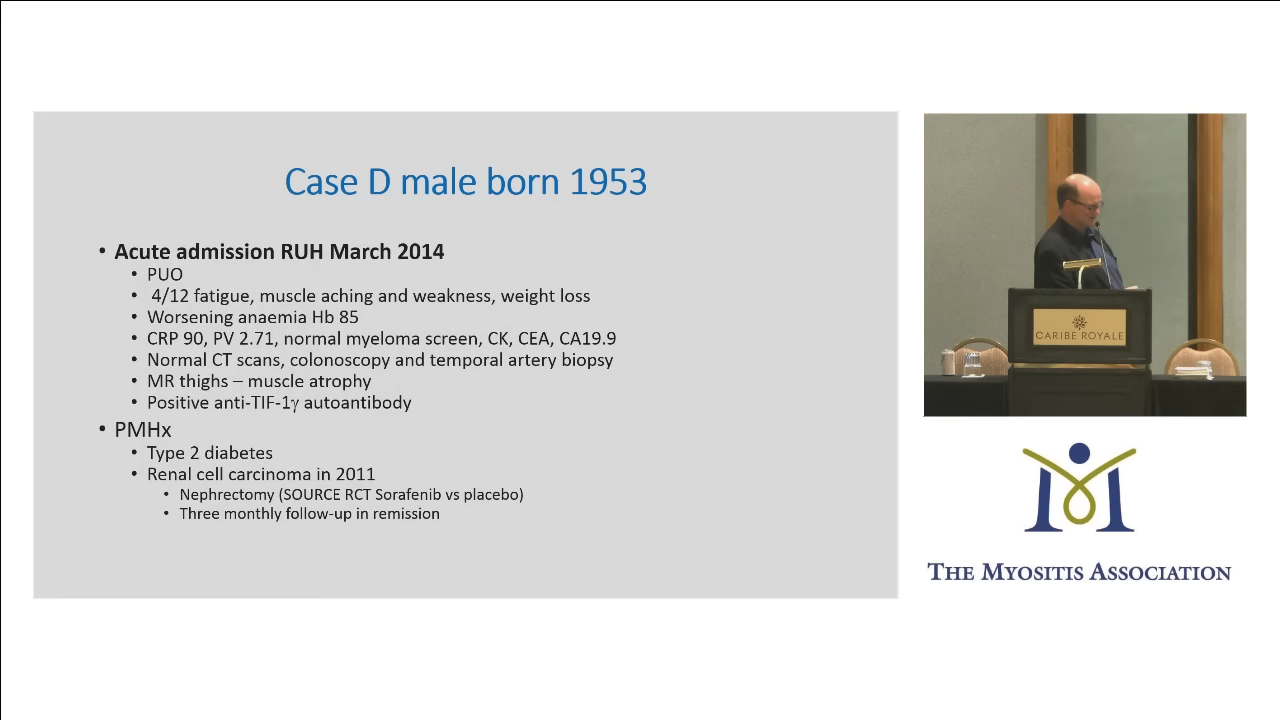 Case D male born 1953
• Acute admission RUH March 2014
• PUO
• 4/12 fatigue, muscle aching and weakness, weight loss
• Worsening anaemia Hb 85
• CRP 90, PV 2.71, normal myeloma screen, CK, CEA, CA19.9
• Normal CT scans, colonoscopy and temporal artery biopsy
• MR thighs – muscle atrophy
• Positive anti-TIF-1γ autoantibody
• PMHx
• Type 2 diabetes
• Renal cell carcinoma in 2011
• Nephrectomy (SOURCE RCT Sorafenib vs placebo)
• Three monthly follow-up in remission
CARIBE ROYALE
THE MYOSITIS ASSOCIATION